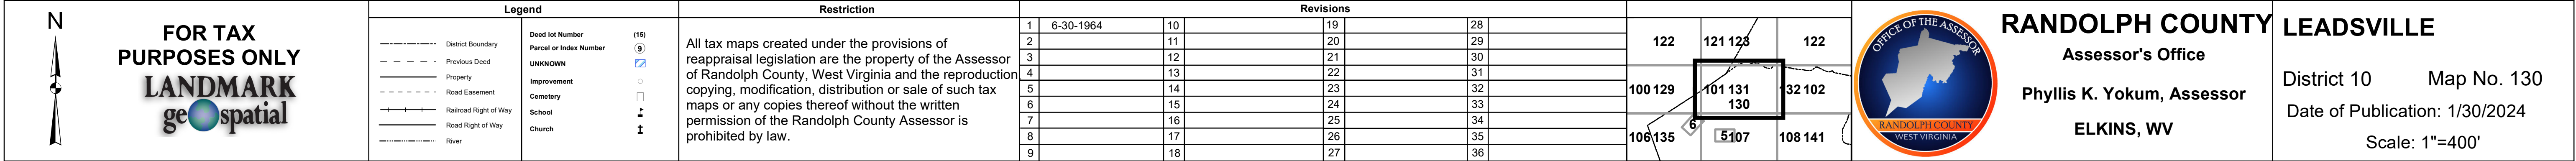 N
FOR TAX
PURPOSES ONLY
LANDMARK
geospatial
Legend
District Boundary
Previous Deed
Property
Road Easement
Railroad Right of Way
Road Right of Way
River
Deed lot Number (15)
Parcel or Index Number 9
UNKNOWN
Improvement
Cemetery
School
Church
Restriction
All tax maps created under the provisions of
reappraisal legislation are the property of the Assessor
of Randolph County, West Virginia and the reproduction
copying, modification, distribution or sale of such tax
maps or any copies thereof without the written
permission of the Randolph County Assessor is
prohibited by law.
Revisions
1 6-30-1964 10 19 28
2 11 20 29
3 12 21 30
4 13 22 31
5 14 23 32
6 15 24 33
7 16 25 34
8 17 26 35
9 18 27 36
122 121 123 122
100 129 101 131 132 102
130
6
106 135 5 107 108 141
OFFICE OF THE ASSESSOR
RANDOLPH COUNTY
WEST VIRGINIA
RANDOLPH COUNTY
Assessor's Office
Phyllis K. Yokum, Assessor
ELKINS, WV
LEADSVILLE
District 10 Map No. 130
Date of Publication: 1/30/2024
Scale: 1"=400'